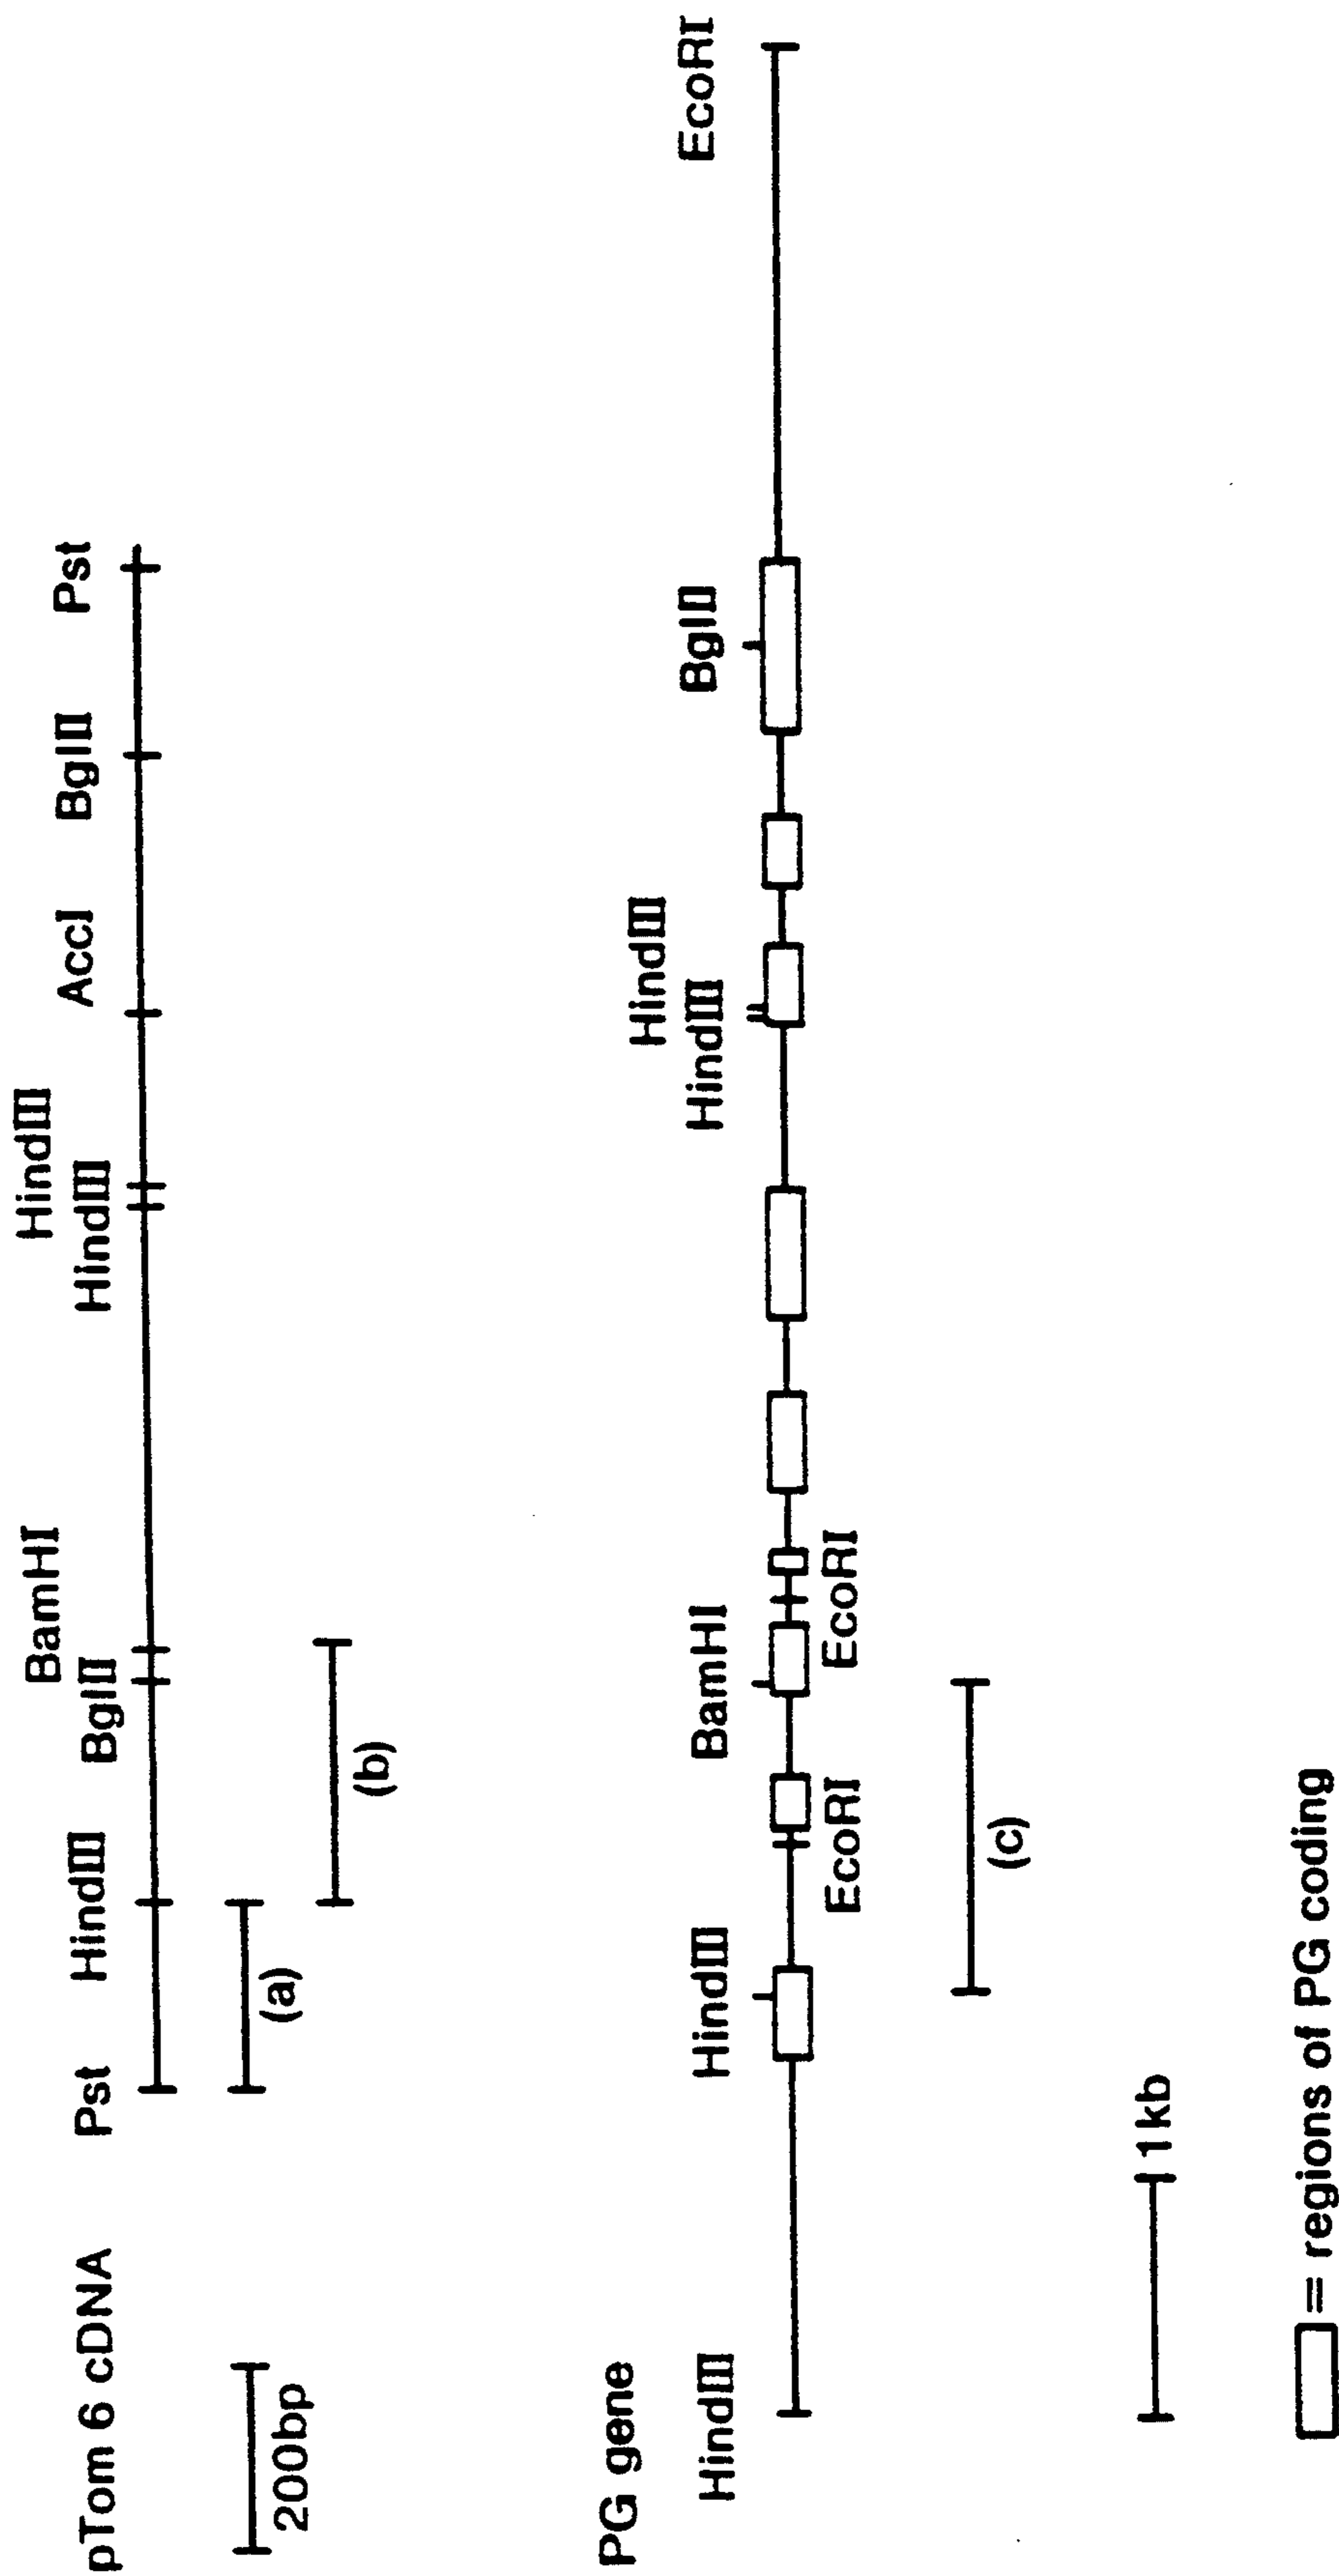 pTom 6 cDNA
Pst
HindIII
BglII
BamHI
HindIII
HindIII
AccI
BglII
Pst
200bp
(a)
(b)
PG gene
HindIII
HindIII
EcoRI
BamHI
EcoRI
HindIII
HindIII
BglII
EcoRI
(c)
1kb
= regions of PG coding